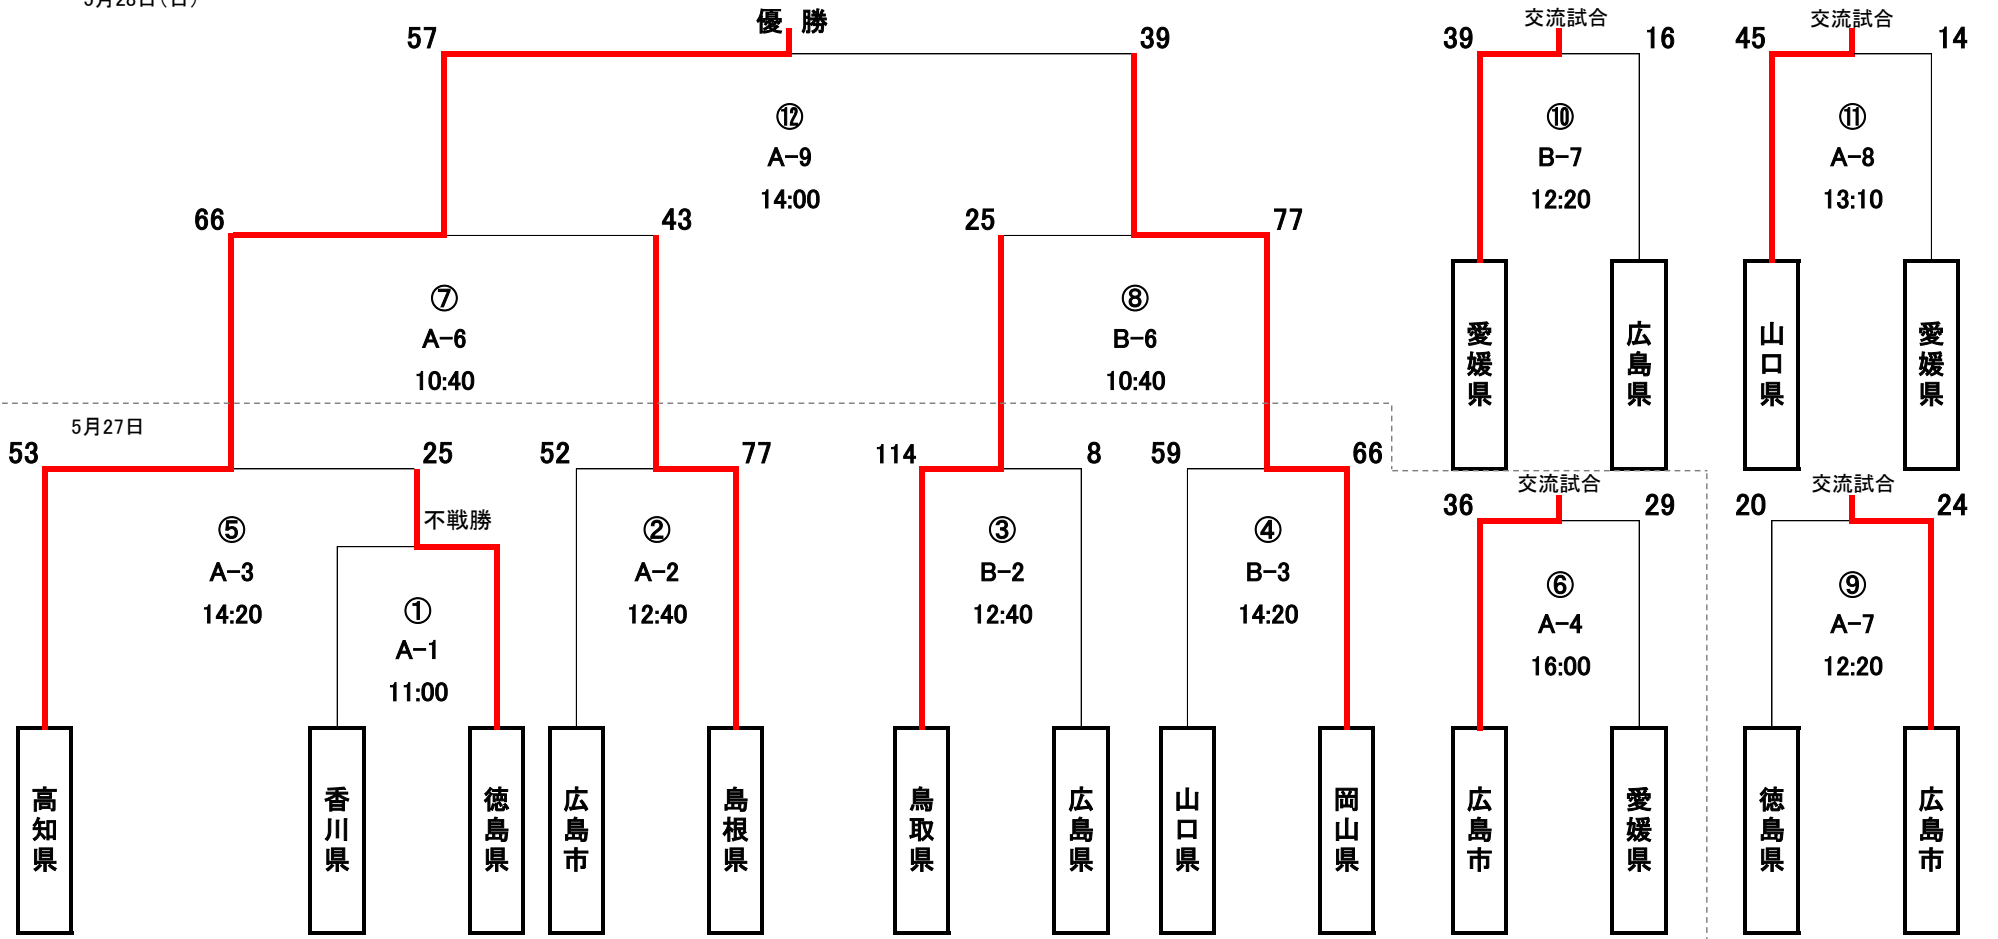 5月28日(日)
優 勝
交流試合
交流試合
57
39
39
16
45
14
⑫
A-9
14:00
⑩
B-7
12:20
⑪
A-8
13:10
66
43
25
77
⑦
A-6
10:40
⑧
B-6
10:40
愛媛県
広島県
山口県
愛媛県
5月27日
53
25
52
77
114
8
59
66
交流試合
交流試合
36
29
20
24
不戦勝
⑤
A-3
14:20
①
A-1
11:00
②
A-2
12:40
③
B-2
12:40
④
B-3
14:20
⑥
A-4
16:00
⑨
A-7
12:20
高知県
香川県
徳島県
広島市
島根県
鳥取県
広島県
山口県
岡山県
広島市
愛媛県
徳島県
広島市